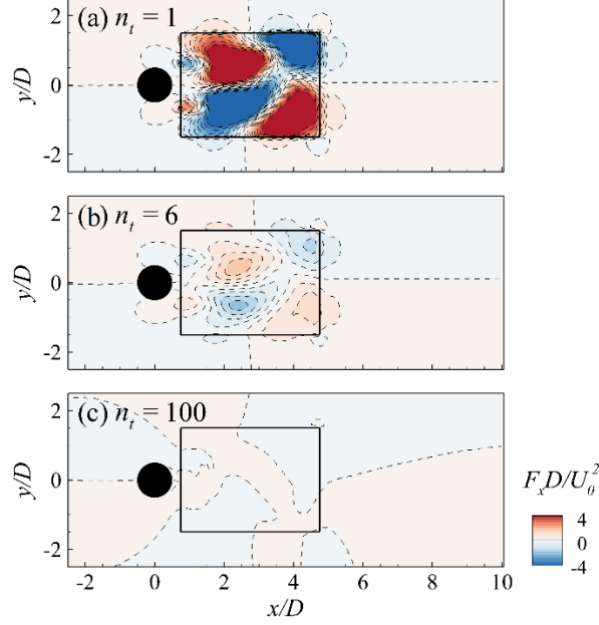 (a) n_t = 1
y/D
2
0
-2
(b) n_t = 6
y/D
2
0
-2
(c) n_t = 100
y/D
2
0
-2
-2 0 2 4 6 8 10
x/D
F_x D/U_0^2
4
0
-4